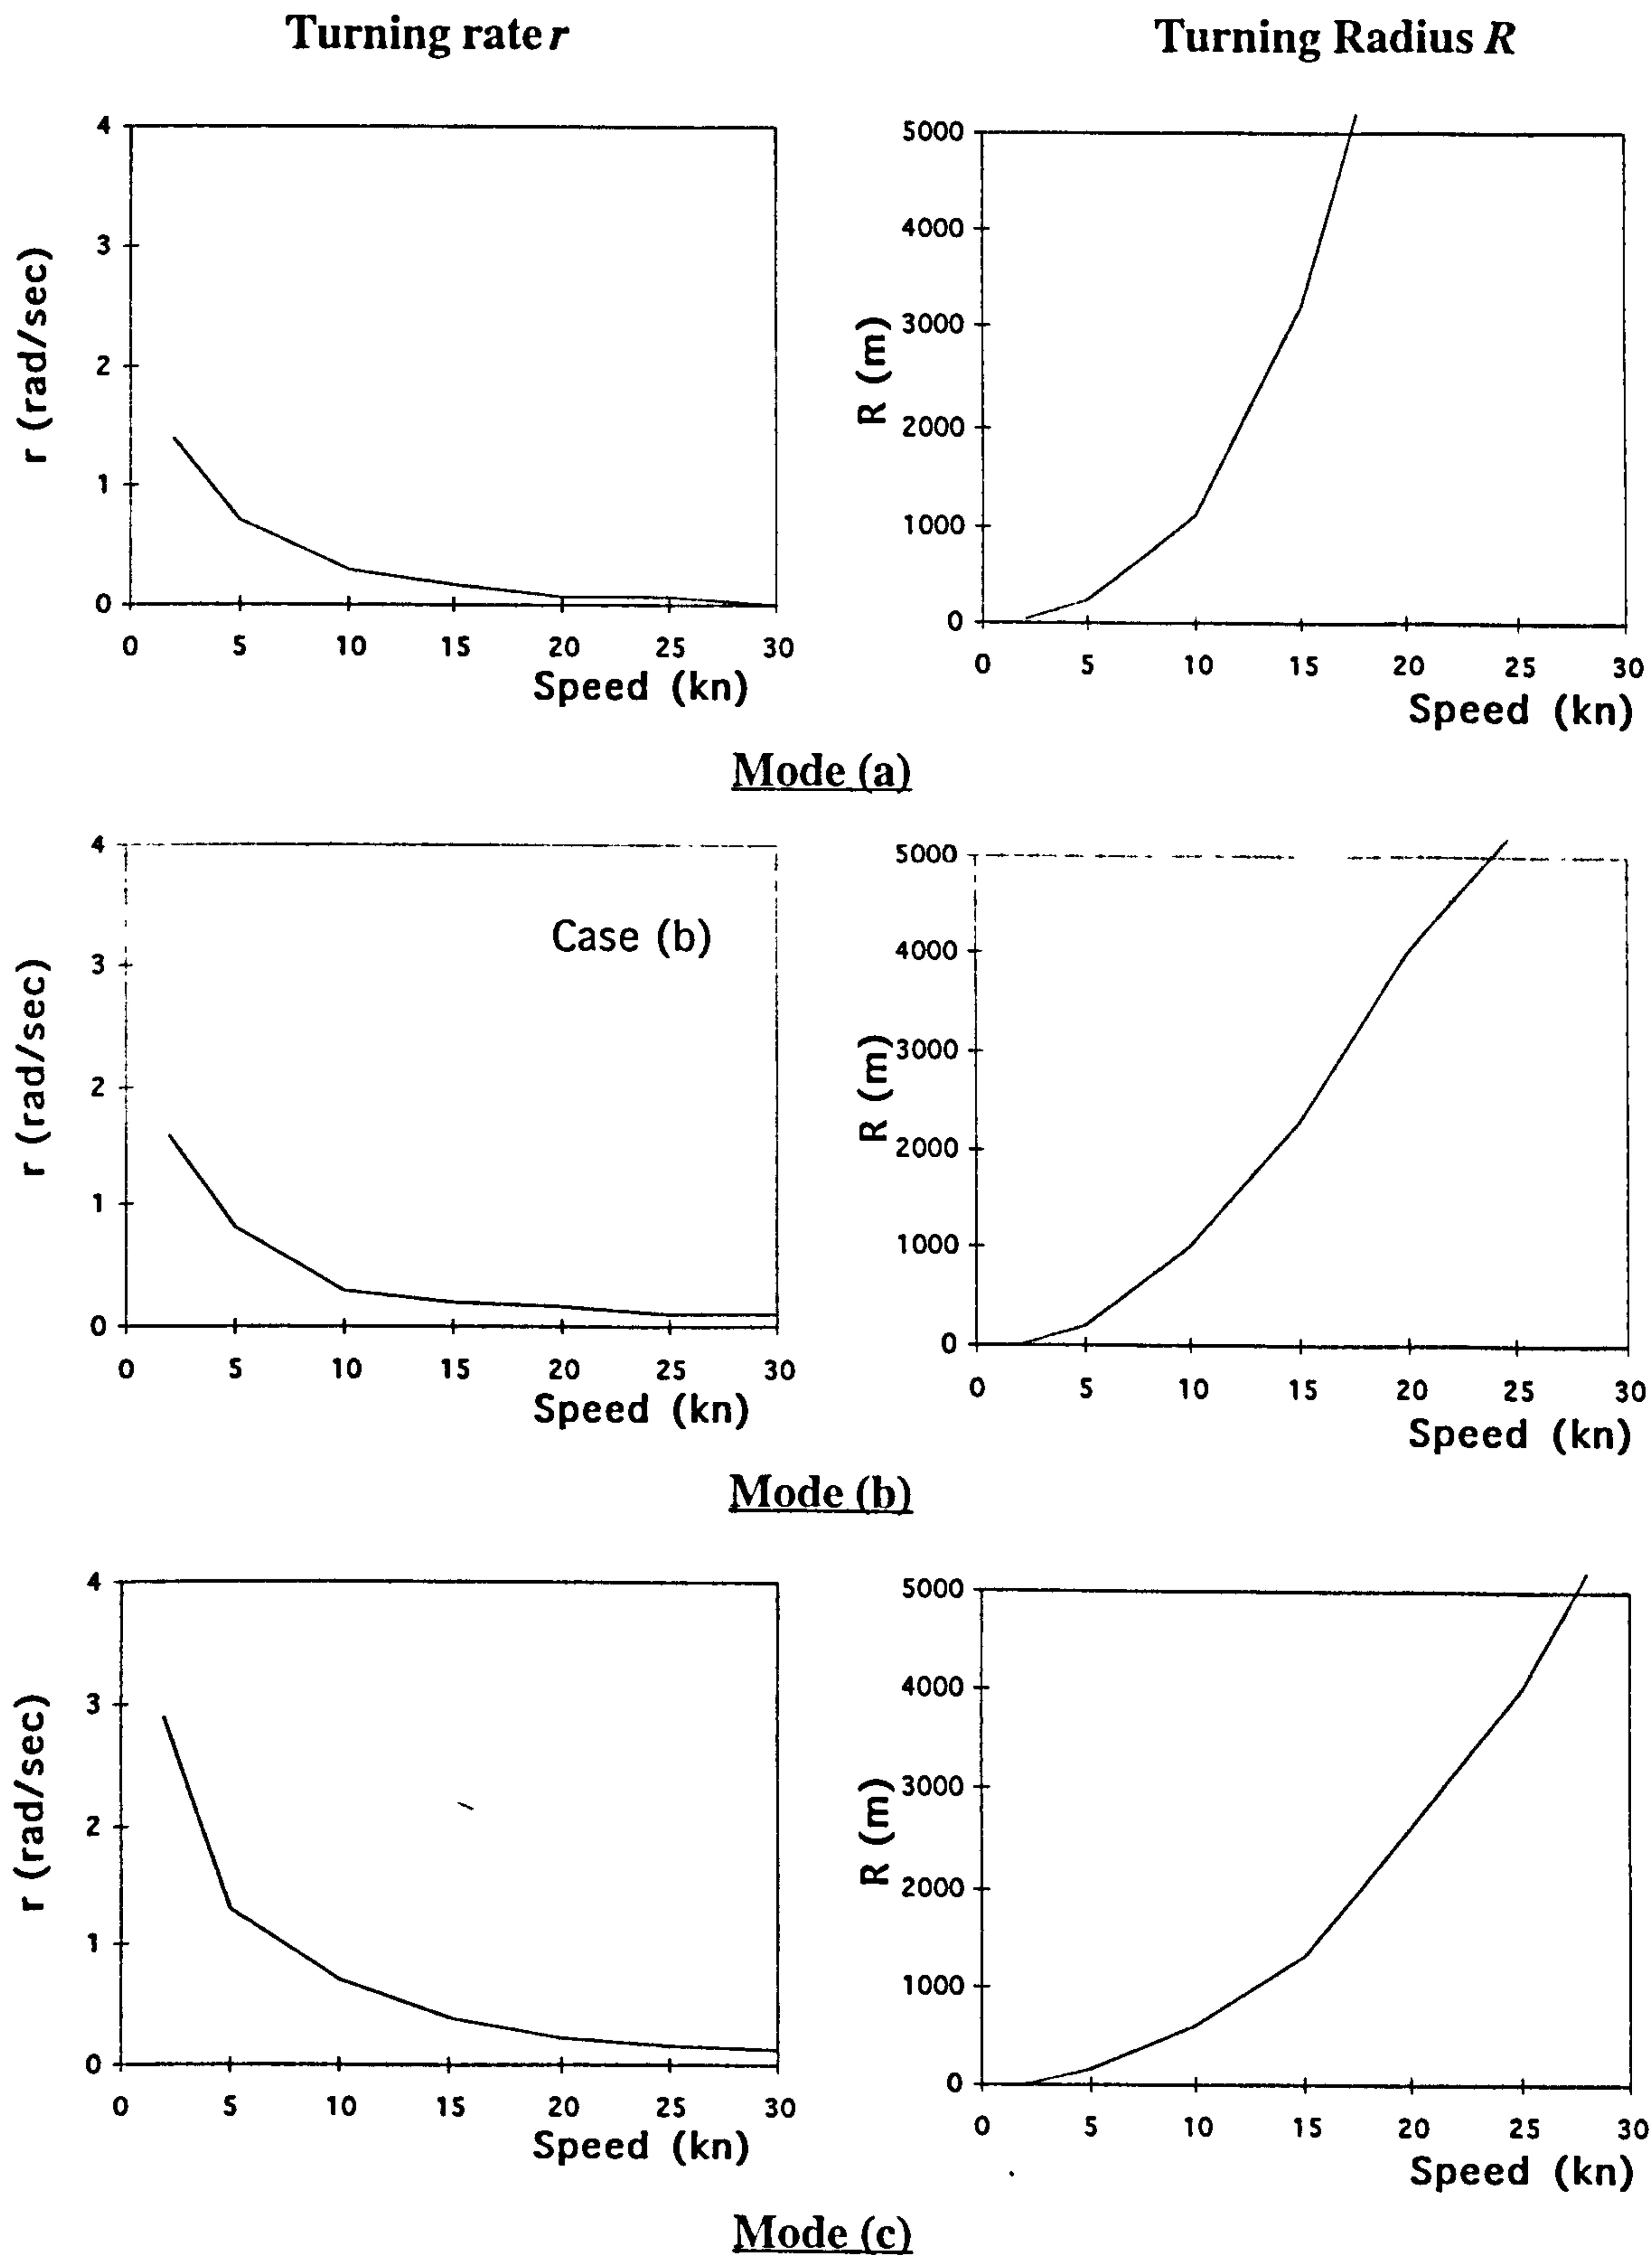 Turning rate r
Turning Radius R
4
3
2
1
0
r (rad/sec)
0 5 10 15 20 25 30
Speed (kn)
5000
4000
3000
2000
1000
0
R (m)
0 5 10 15 20 25 30
Speed (kn)
Mode (a)
4
3
2
1
0
r (rad/sec)
Case (b)
0 5 10 15 20 25 30
Speed (kn)
5000
4000
3000
2000
1000
0
R (m)
0 5 10 15 20 25 30
Speed (kn)
Mode (b)
4
3
2
1
0
r (rad/sec)
0 5 10 15 20 25 30
Speed (kn)
5000
4000
3000
2000
1000
0
R (m)
0 5 10 15 20 25 30
Speed (kn)
Mode (c)